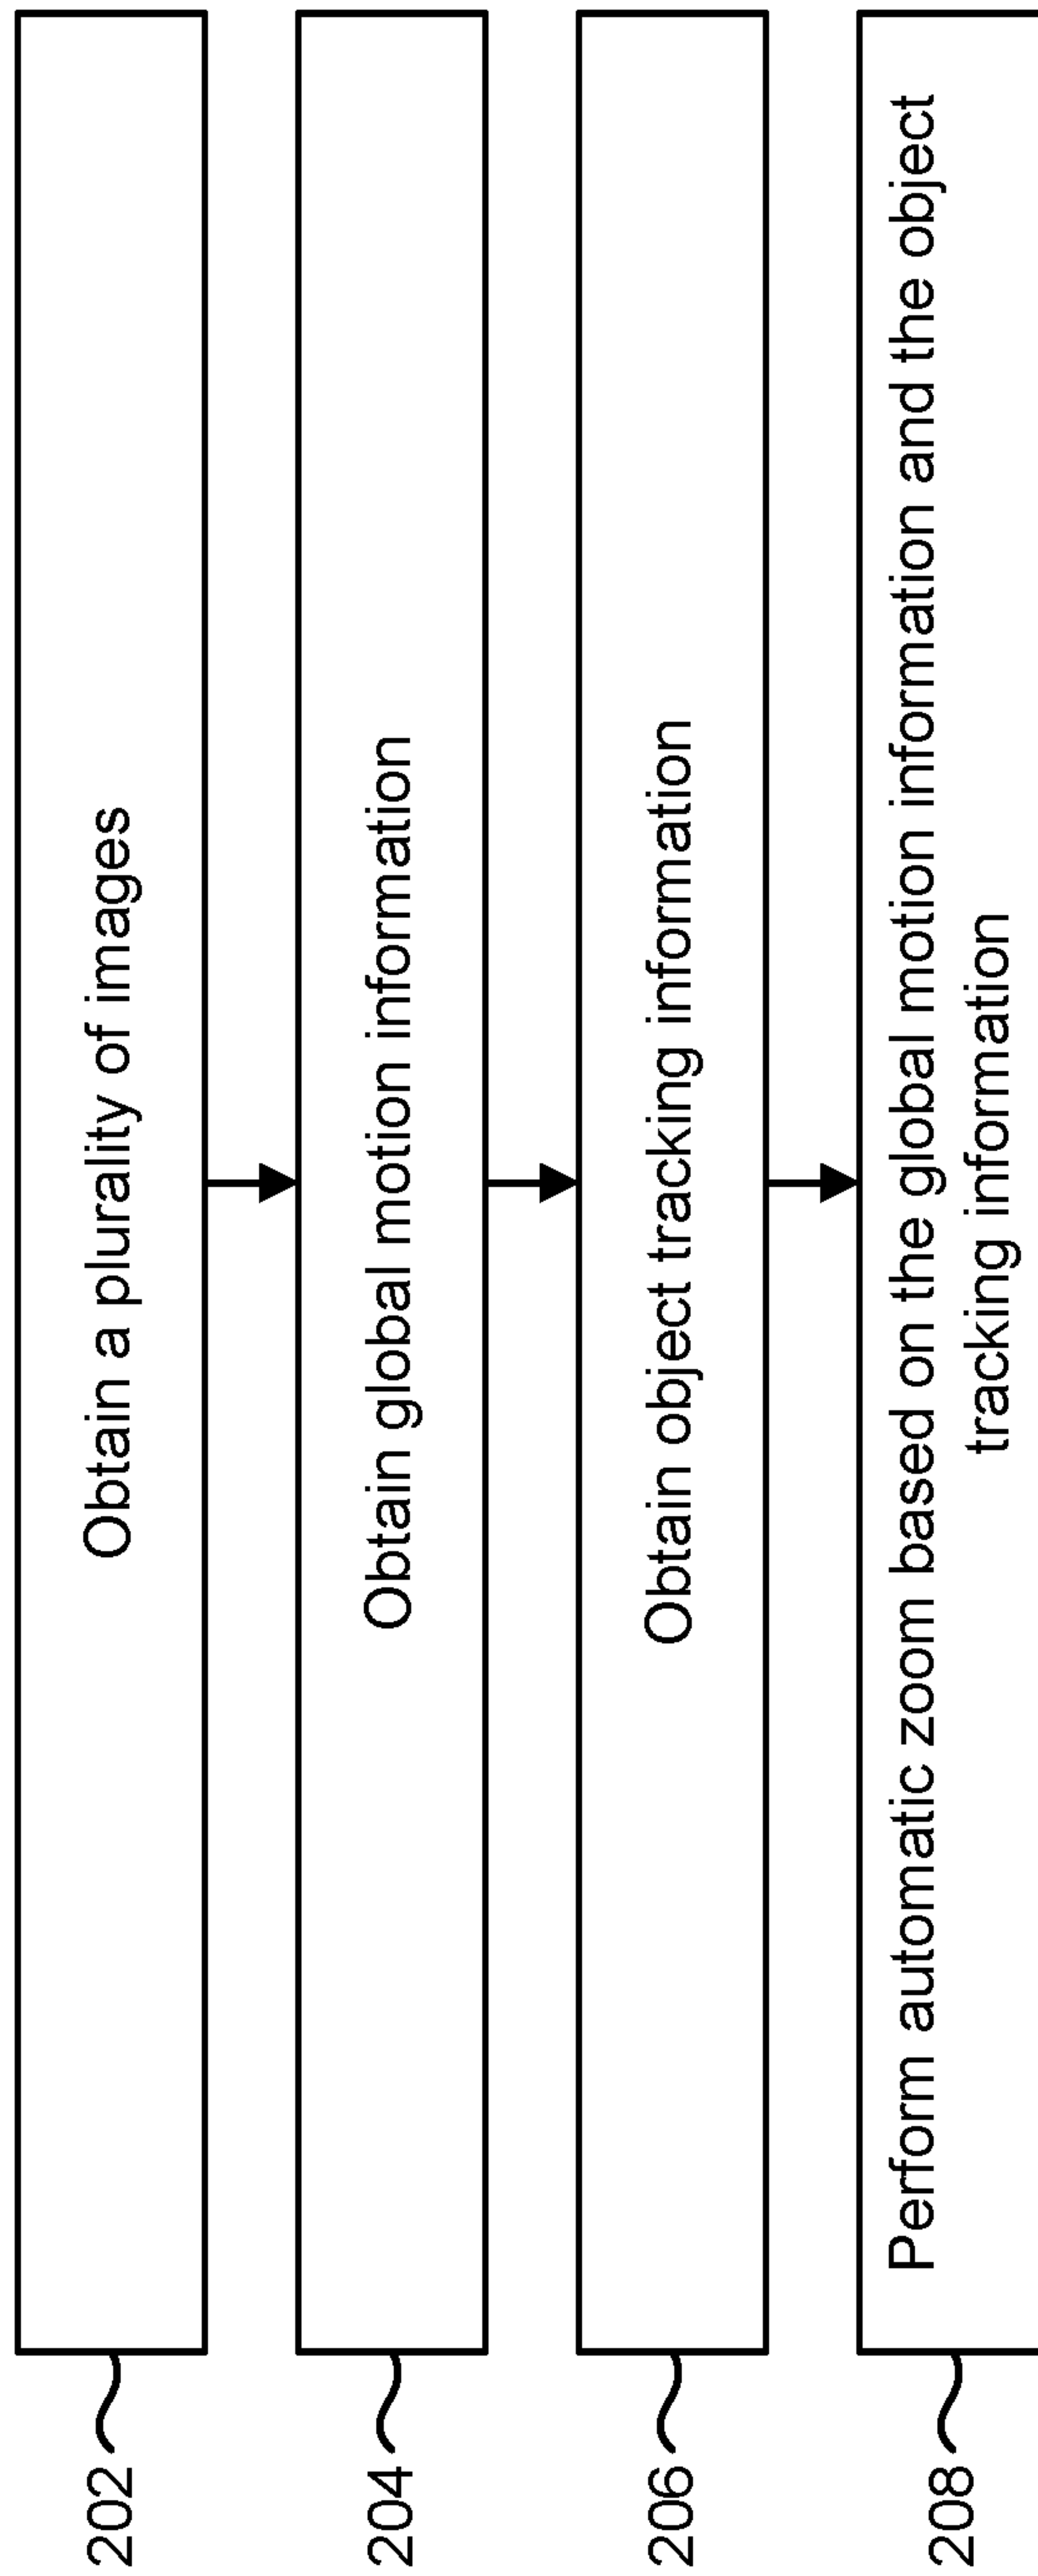 202
Obtain a plurality of images
204
Obtain global motion information
206
Obtain object tracking information
208
Perform automatic zoom based on the global motion information and the object
tracking information